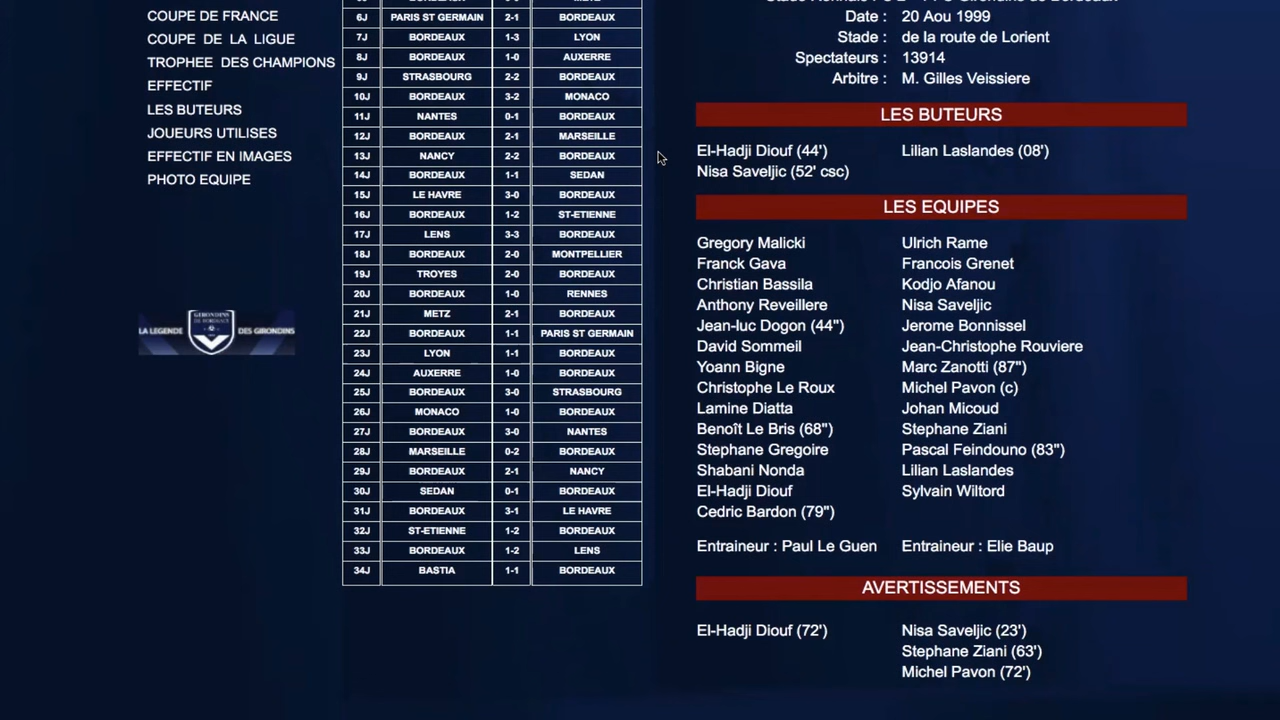 COUPE DE FRANCE
COUPE DE LA LIGUE
TROPHEE DES CHAMPIONS
EFFECTIF
LES BUTEURS
JOUEURS UTILISES
EFFECTIF EN IMAGES
PHOTO EQUIPE
LA LEGENDE GIRONDINS DE BORDEAUX DES GIRONDINS
6J PARIS ST GERMAIN 2-1 BORDEAUX
7J BORDEAUX 1-3 LYON
8J BORDEAUX 1-0 AUXERRE
9J STRASBOURG 2-2 BORDEAUX
10J BORDEAUX 3-2 MONACO
11J NANTES 0-1 BORDEAUX
12J BORDEAUX 2-1 MARSEILLE
13J NANCY 2-2 BORDEAUX
14J BORDEAUX 1-1 SEDAN
15J LE HAVRE 3-0 BORDEAUX
16J BORDEAUX 1-2 ST-ETIENNE
17J LENS 3-3 BORDEAUX
18J BORDEAUX 2-0 MONTPELLIER
19J TROYES 2-0 BORDEAUX
20J BORDEAUX 1-0 RENNES
21J METZ 2-1 BORDEAUX
22J BORDEAUX 1-1 PARIS ST GERMAIN
23J LYON 1-1 BORDEAUX
24J AUXERRE 1-0 BORDEAUX
25J BORDEAUX 3-0 STRASBOURG
26J MONACO 1-0 BORDEAUX
27J BORDEAUX 3-0 NANTES
28J MARSEILLE 0-2 BORDEAUX
29J BORDEAUX 2-1 NANCY
30J SEDAN 0-1 BORDEAUX
31J BORDEAUX 3-1 LE HAVRE
32J ST-ETIENNE 1-2 BORDEAUX
33J BORDEAUX 1-2 LENS
34J BASTIA 1-1 BORDEAUX
Date : 20 Aou 1999
Stade : de la route de Lorient
Spectateurs : 13914
Arbitre : M. Gilles Veissiere
LES BUTEURS
El-Hadji Diouf (44') Lilian Laslandes (08')
Nisa Saveljic (52' csc)
LES EQUIPES
Gregory Malicki Ulrich Rame
Franck Gava Francois Grenet
Christian Bassila Kodjo Afanou
Anthony Reveillere Nisa Saveljic
Jean-luc Dogon (44") Jerome Bonnissel
David Sommeil Jean-Christophe Rouviere
Yoann Bigne Marc Zanotti (87")
Christophe Le Roux Michel Pavon (c)
Lamine Diatta Johan Micoud
Benoît Le Bris (68") Stephane Ziani
Stephane Gregoire Pascal Feindouno (83")
Shabani Nonda Lilian Laslandes
El-Hadji Diouf Sylvain Wiltord
Cedric Bardon (79")
Entraineur : Paul Le Guen Entraineur : Elie Baup
AVERTISSEMENTS
El-Hadji Diouf (72') Nisa Saveljic (23')
Stephane Ziani (63')
Michel Pavon (72')